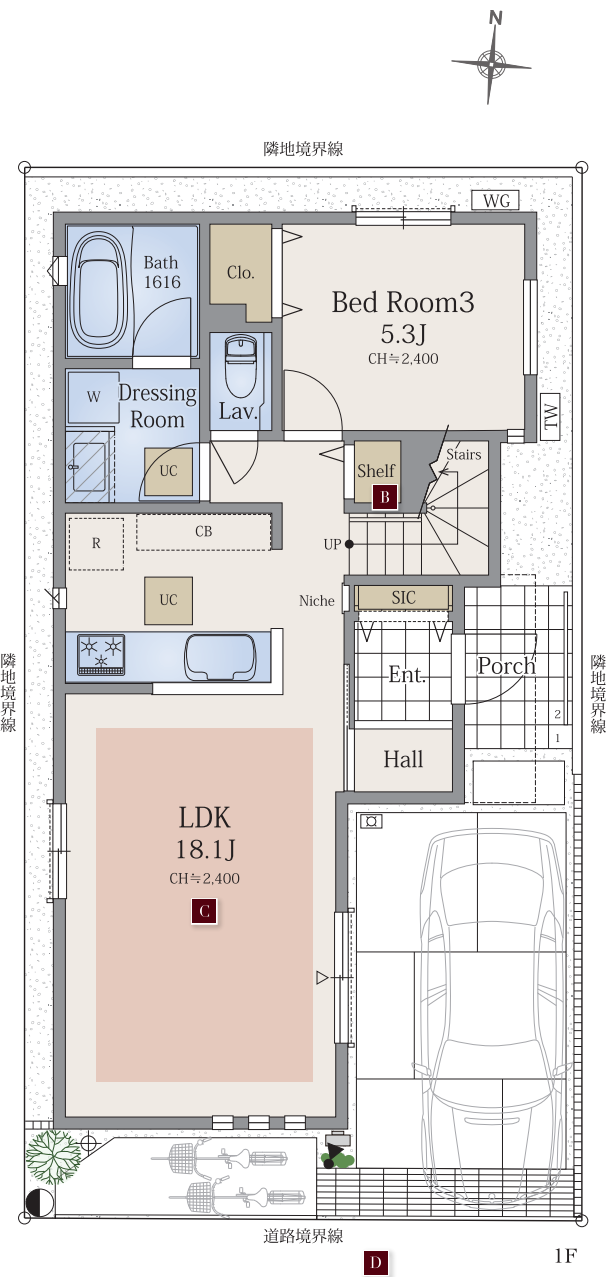 N
隣地境界線
WG
Bath
1616
Clo.
Bed Room3
5.3J
CH≒2,400
W
Dressing
Room
Lav.
TW
UC
Shelf
B
Stairs
R
CB
UP
UC
Niche
SIC
隣地境界線
Ent.
Porch
隣地境界線
2
1
Hall
LDK
18.1J
CH≒2,400
C
道路境界線
D
1F